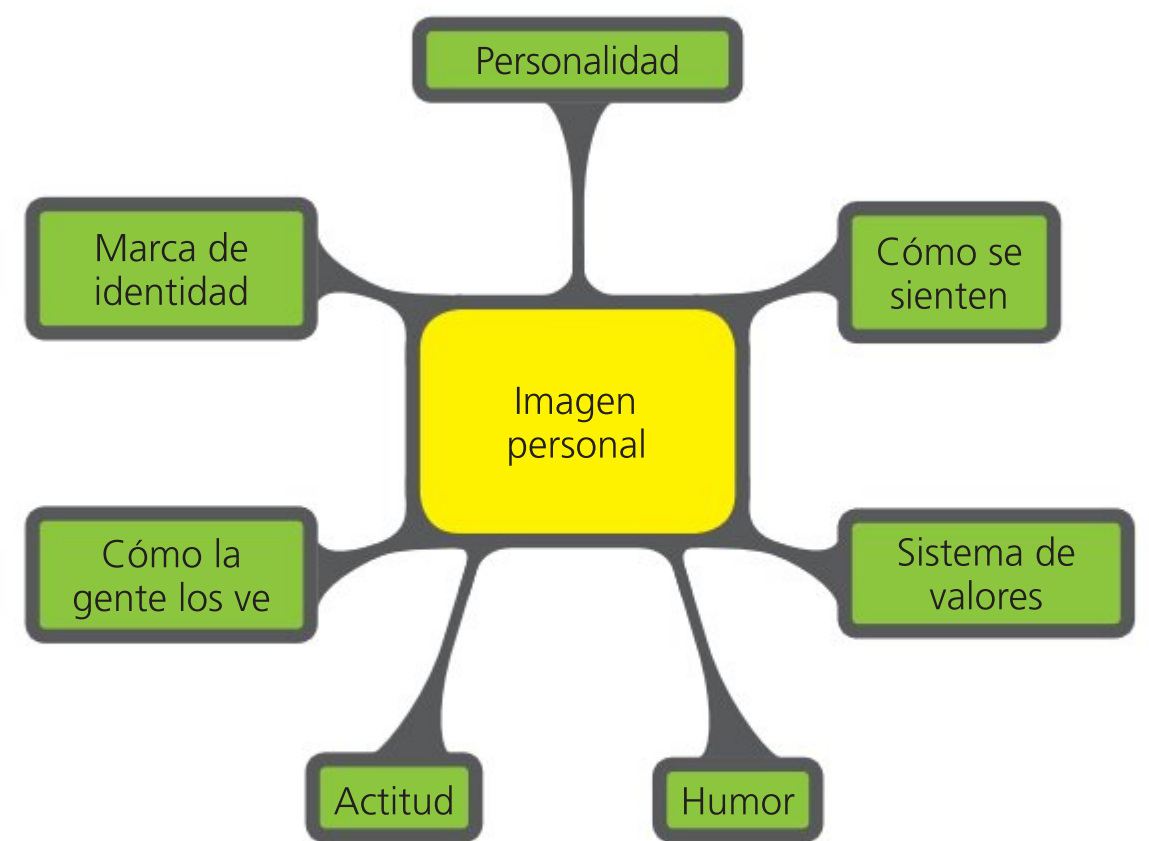 Personalidad
Marca de
identidad
Cómo se
sienten
Imagen
personal
Cómo la
gente los ve
Sistema de
valores
Actitud
Humor